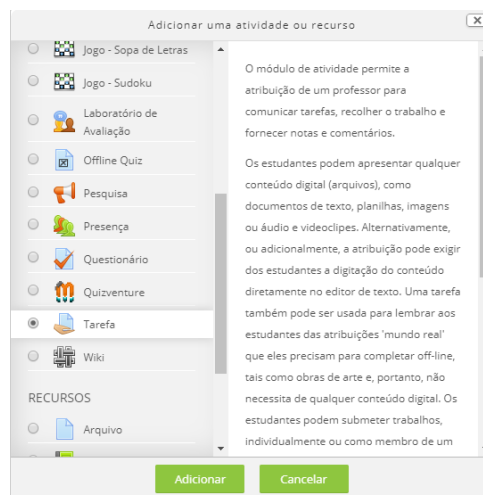 Adicionar uma atividade ou recurso
Jogo - Sopa de Letras
Jogo - Sudoku
Laboratório de
Avaliação
Offline Quiz
Pesquisa
Presença
Questionário
Quizventure
Tarefa
Wiki
RECURSOS
Arquivo
O módulo de atividade permite a
atribuição de um professor para
comunicar tarefas, recolher o trabalho e
fornecer notas e comentários.
Os estudantes podem apresentar qualquer
conteúdo digital (arquivos), como
documentos de texto, planilhas, imagens
ou áudio e videoclipes. Alternativamente,
ou adicionalmente, a atribuição pode exigir
dos estudantes a digitação do conteúdo
diretamente no editor de texto. Uma tarefa
também pode ser usada para lembrar aos
estudantes das atribuições 'mundo real'
que eles precisam para completar off-line,
tais como obras de arte e, portanto, não
necessita de qualquer conteúdo digital. Os
estudantes podem submeter trabalhos,
individualmente ou como membro de um
Adicionar
Cancelar